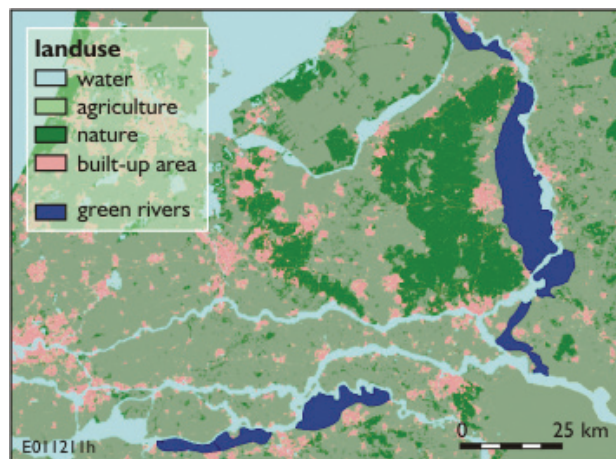 landuse
water
agriculture
nature
built-up area
green rivers
0 25 km
E011211h